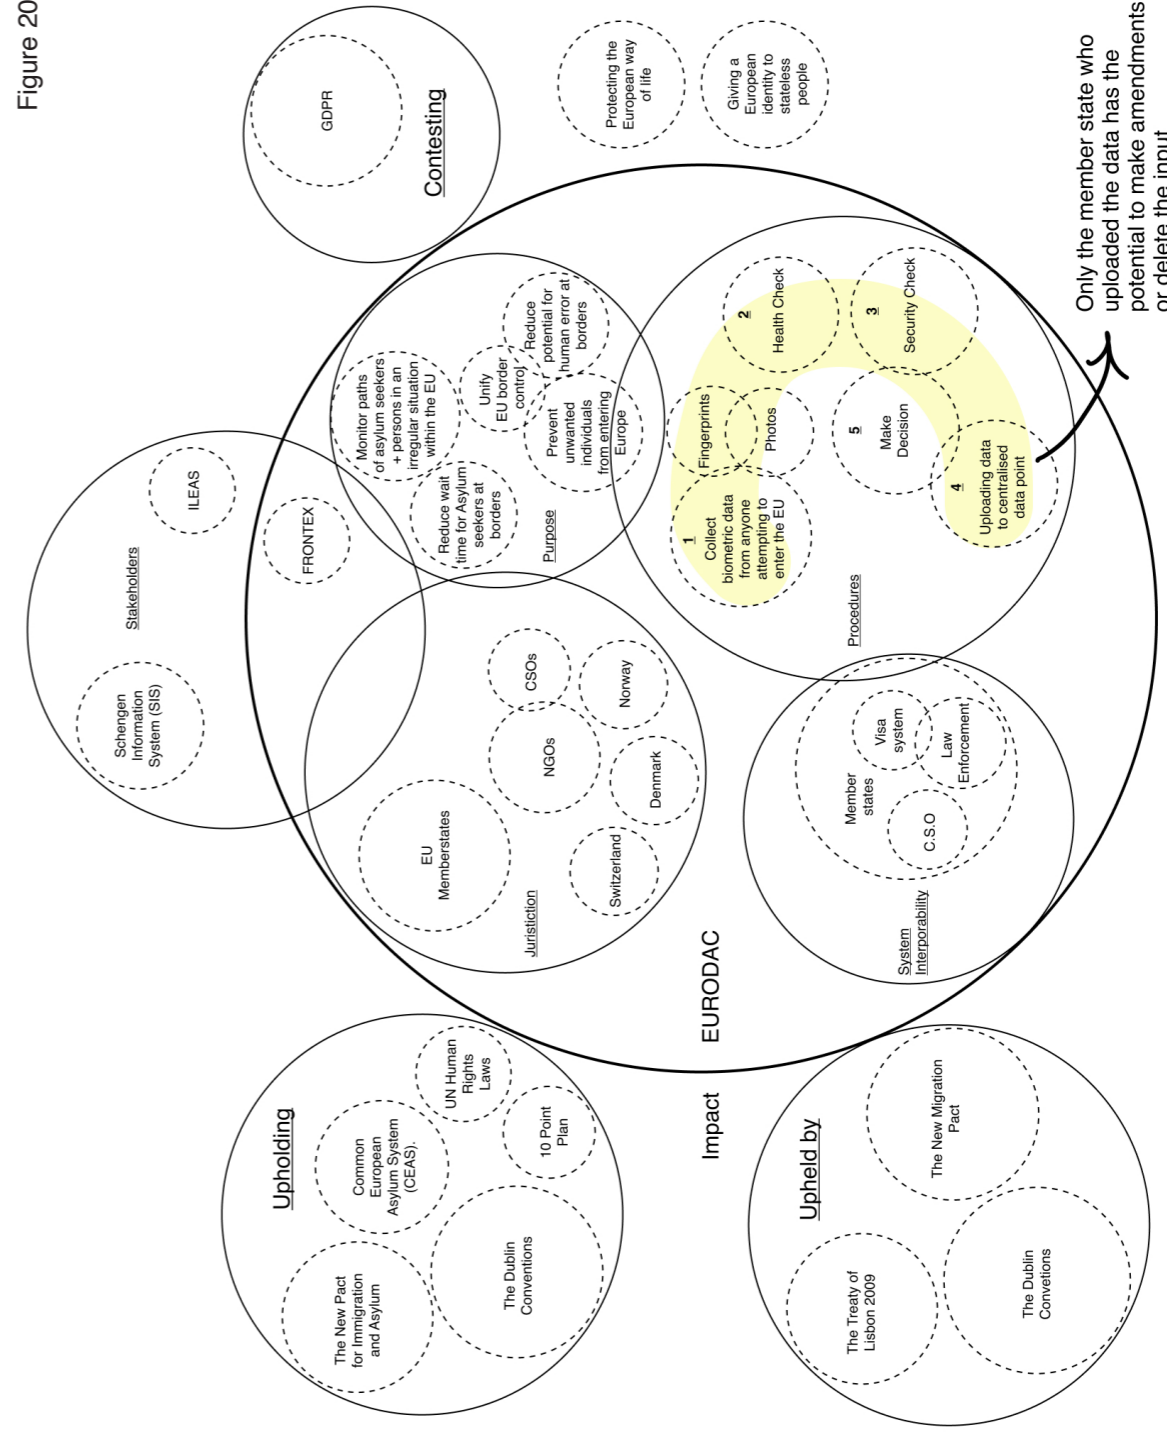 Figure 20
Upholding
The New Pact
for Immigration
and Asylum
Common
European
Asylum System
(CEAS).
UN Human
Rights
Laws
10 Point
Plan
The Dublin
Conventions
Impact
Upheld by
The Treaty of
Lisbon 2009
The New Migration
Pact
The Dublin
Convetions
EURODAC
Stakeholders
Schengen
Information
System (SIS)
ILEAS
FRONTEX
Juristiction
EU
Memberstates
NGOs
CSOs
Switzerland
Denmark
Norway
Purpose
Reduce wait
time for Asylum
seekers at
borders
Monitor paths
of asylum seekers
+ persons in an
irregular situation
within the EU
Unify
EU border
control
Reduce
potential for
human error at
borders
Prevent
unwanted
individuals
from entering
Europe
System
Interporability
Member
states
Visa
system
Law
Enforcement
C.S.O
Procedures
1
Collect
biometric data
from anyone
attempting to
enter the EU
Fingerprints
Photos
2
Health Check
3
Security Check
4
Uploading data
to centralised
data point
5
Make
Decision
Contesting
GDPR
Protecting the
European way
of life
Giving a
European
identity to
stateless
people
Only the member state who
uploaded the data has the
potential to make amendments
or delete the input